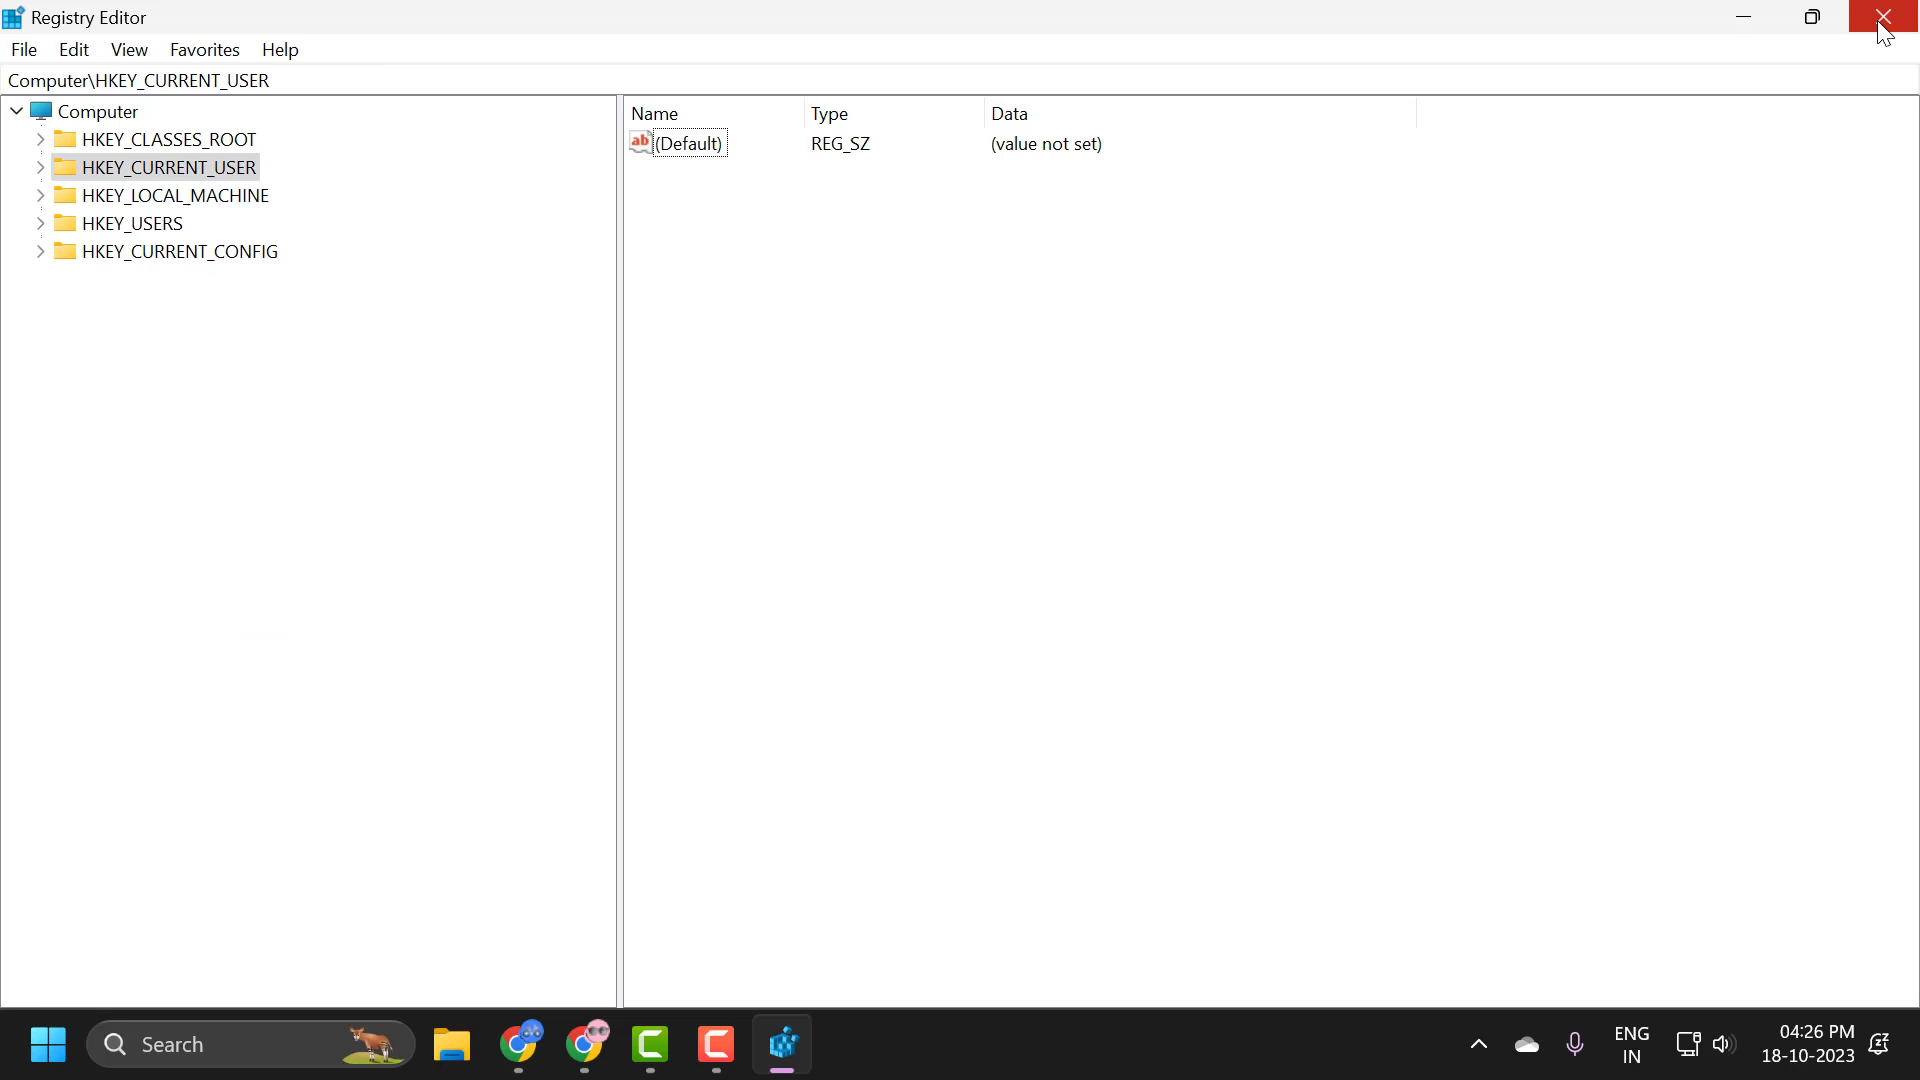 Registry Editor
File Edit View Favorites Help
Computer\HKEY_CURRENT_USER
Computer
HKEY_CLASSES_ROOT
HKEY_CURRENT_USER
HKEY_LOCAL_MACHINE
HKEY_USERS
HKEY_CURRENT_CONFIG
Name Type Data
ab (Default) REG_SZ (value not set)
Search
ENG
IN
04:26 PM
18-10-2023